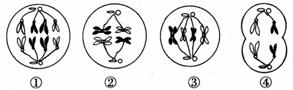 ① ② ③ ④